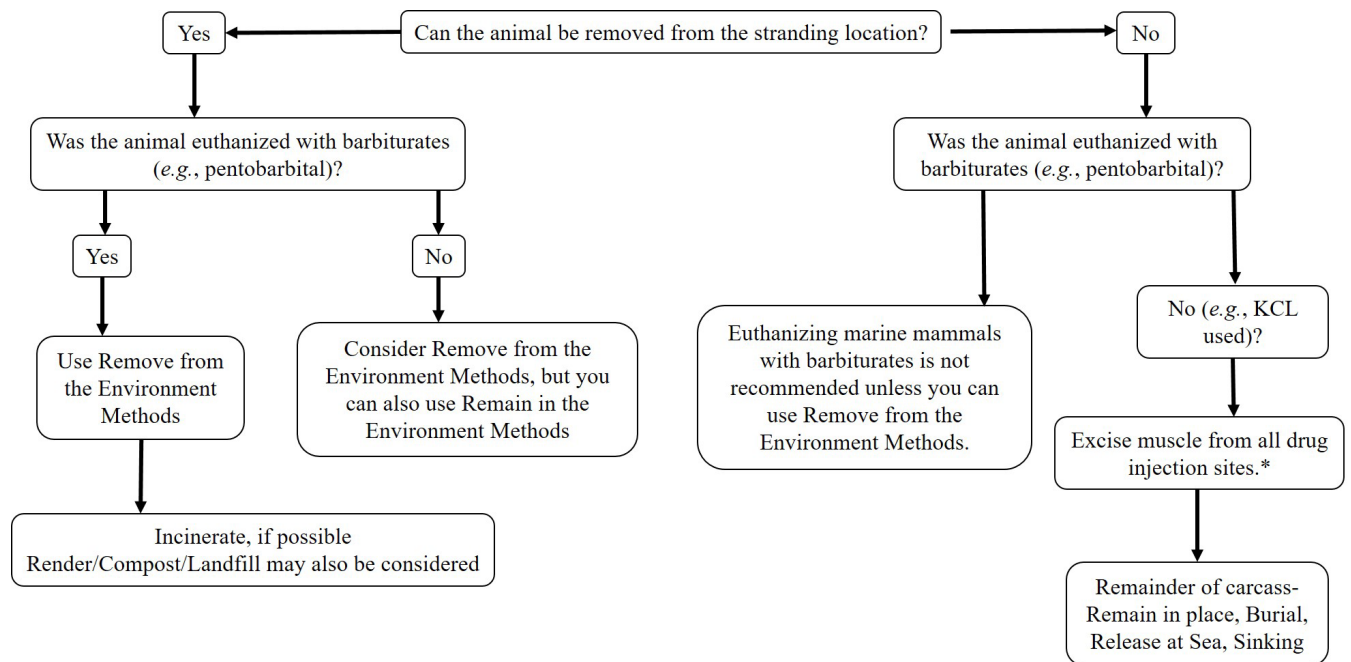 Can the animal be removed from the stranding location?
Yes
No
Was the animal euthanized with barbiturates
(e.g., pentobarbital)?
Yes
No
Use Remove from
the Environment
Methods
Consider Remove from the
Environment Methods, but you
can also use Remain in the
Environment Methods
Incinerate, if possible
Render/Compost/Landfill may also be considered
Was the animal euthanized with
barbiturates (e.g., pentobarbital)?
Euthanizing marine mammals
with barbiturates is not
recommended unless you can
use Remove from the
Environment Methods.
No (e.g., KCL
used)?
Excise muscle from all drug
injection sites.*
Remainder of carcass-
Remain in place, Burial,
Release at Sea, Sinking